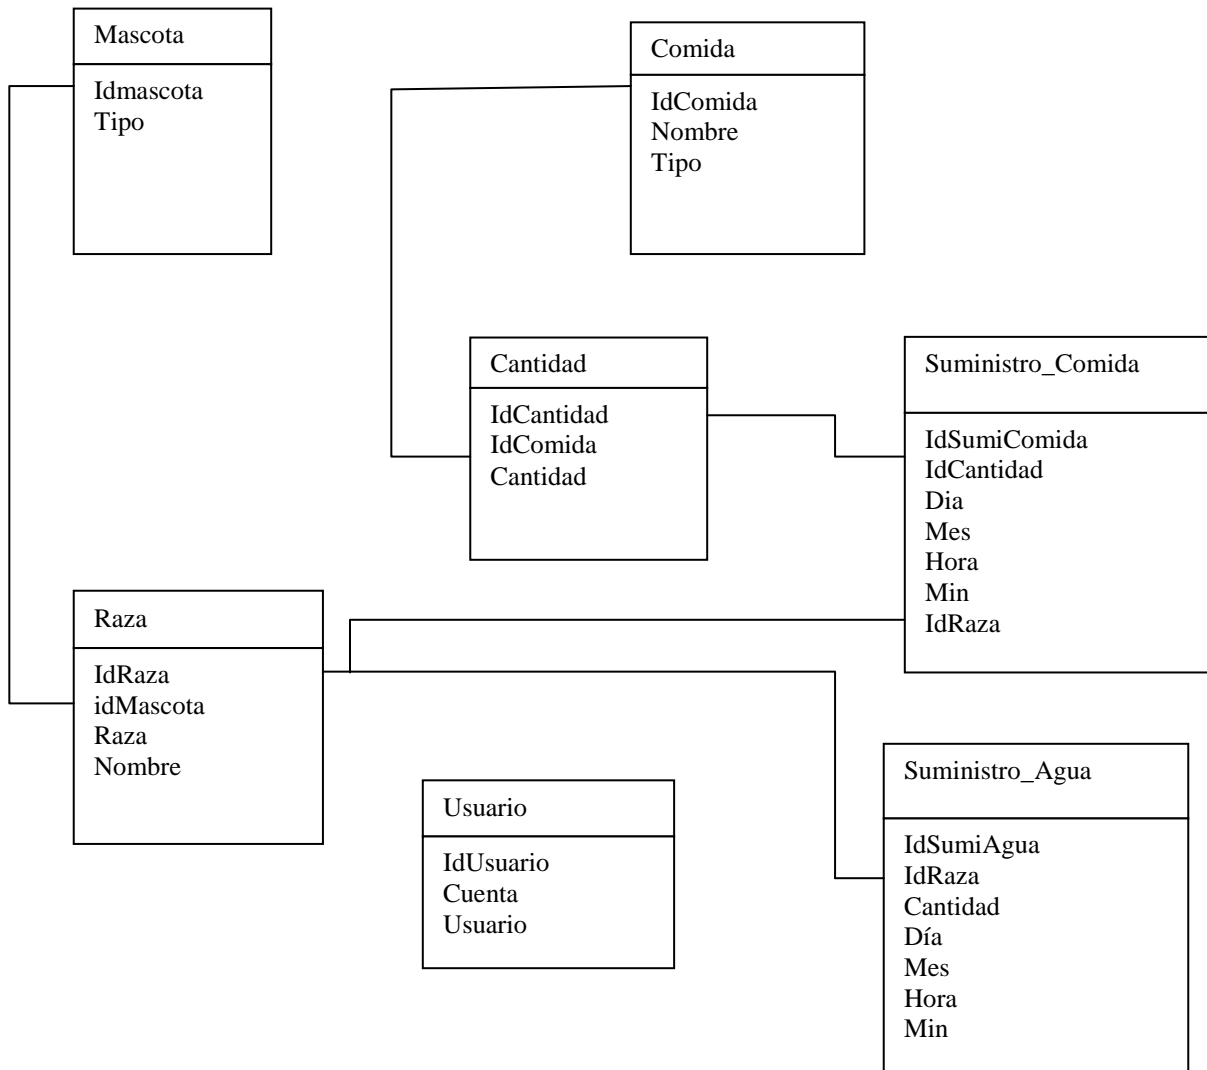 Mascota
Idmascota
Tipo
Comida
IdComida
Nombre
Tipo
Cantidad
IdCantidad
IdComida
Cantidad
Suministro_Comida
IdSumiComida
IdCantidad
Dia
Mes
Hora
Min
IdRaza
Raza
IdRaza
idMascota
Raza
Nombre
Usuario
IdUsuario
Cuenta
Usuario
Suministro_Agua
IdSumiAgua
IdRaza
Cantidad
Día
Mes
Hora
Min